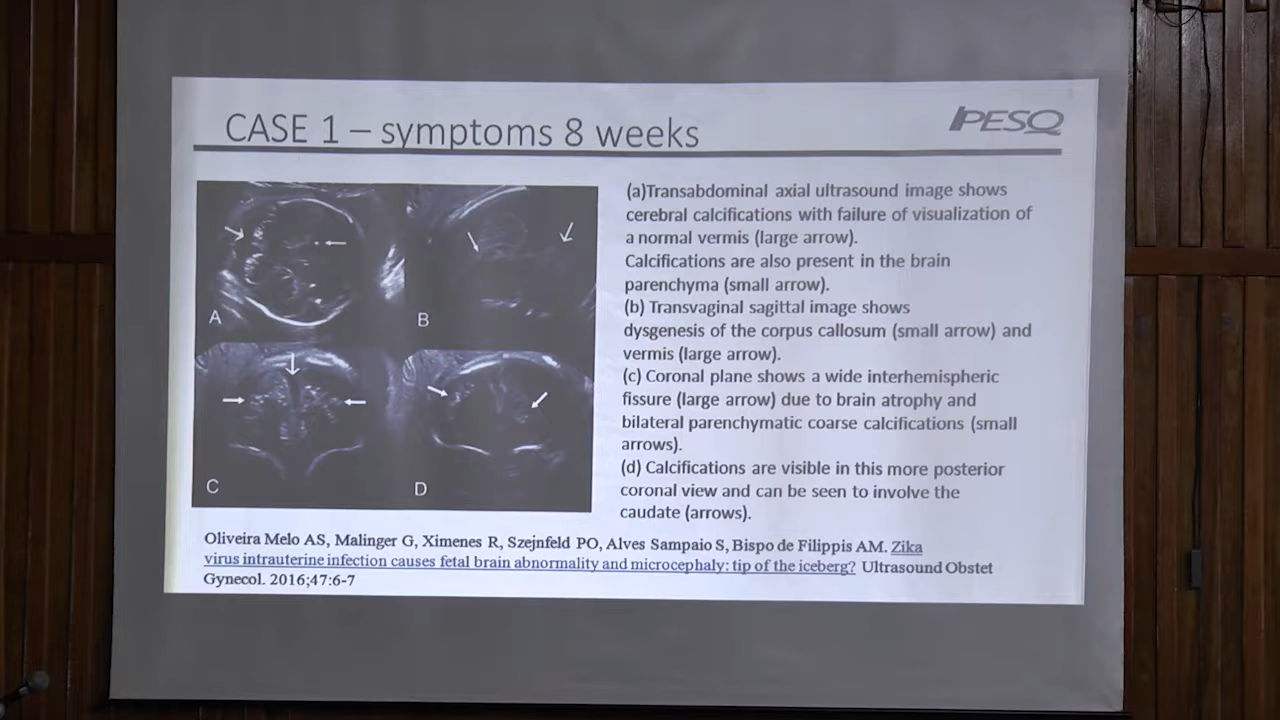 CASE 1 – symptoms 8 weeks
IPESQ
A
B
C
D
(a)Transabdominal axial ultrasound image shows
cerebral calcifications with failure of visualization of
a normal vermis (large arrow).
Calcifications are also present in the brain
parenchyma (small arrow).
(b) Transvaginal sagittal image shows
dysgenesis of the corpus callosum (small arrow) and
vermis (large arrow).
(c) Coronal plane shows a wide interhemispheric
fissure (large arrow) due to brain atrophy and
bilateral parenchymatic coarse calcifications (small
arrows).
(d) Calcifications are visible in this more posterior
coronal view and can be seen to involve the
caudate (arrows).
Oliveira Melo AS, Malinger G, Ximenes R, Szejnfeld PO, Alves Sampaio S, Bispo de Filippis AM. Zika
virus intrauterine infection causes fetal brain abnormality and microcephaly: tip of the iceberg? Ultrasound Obstet
Gynecol. 2016;47:6-7